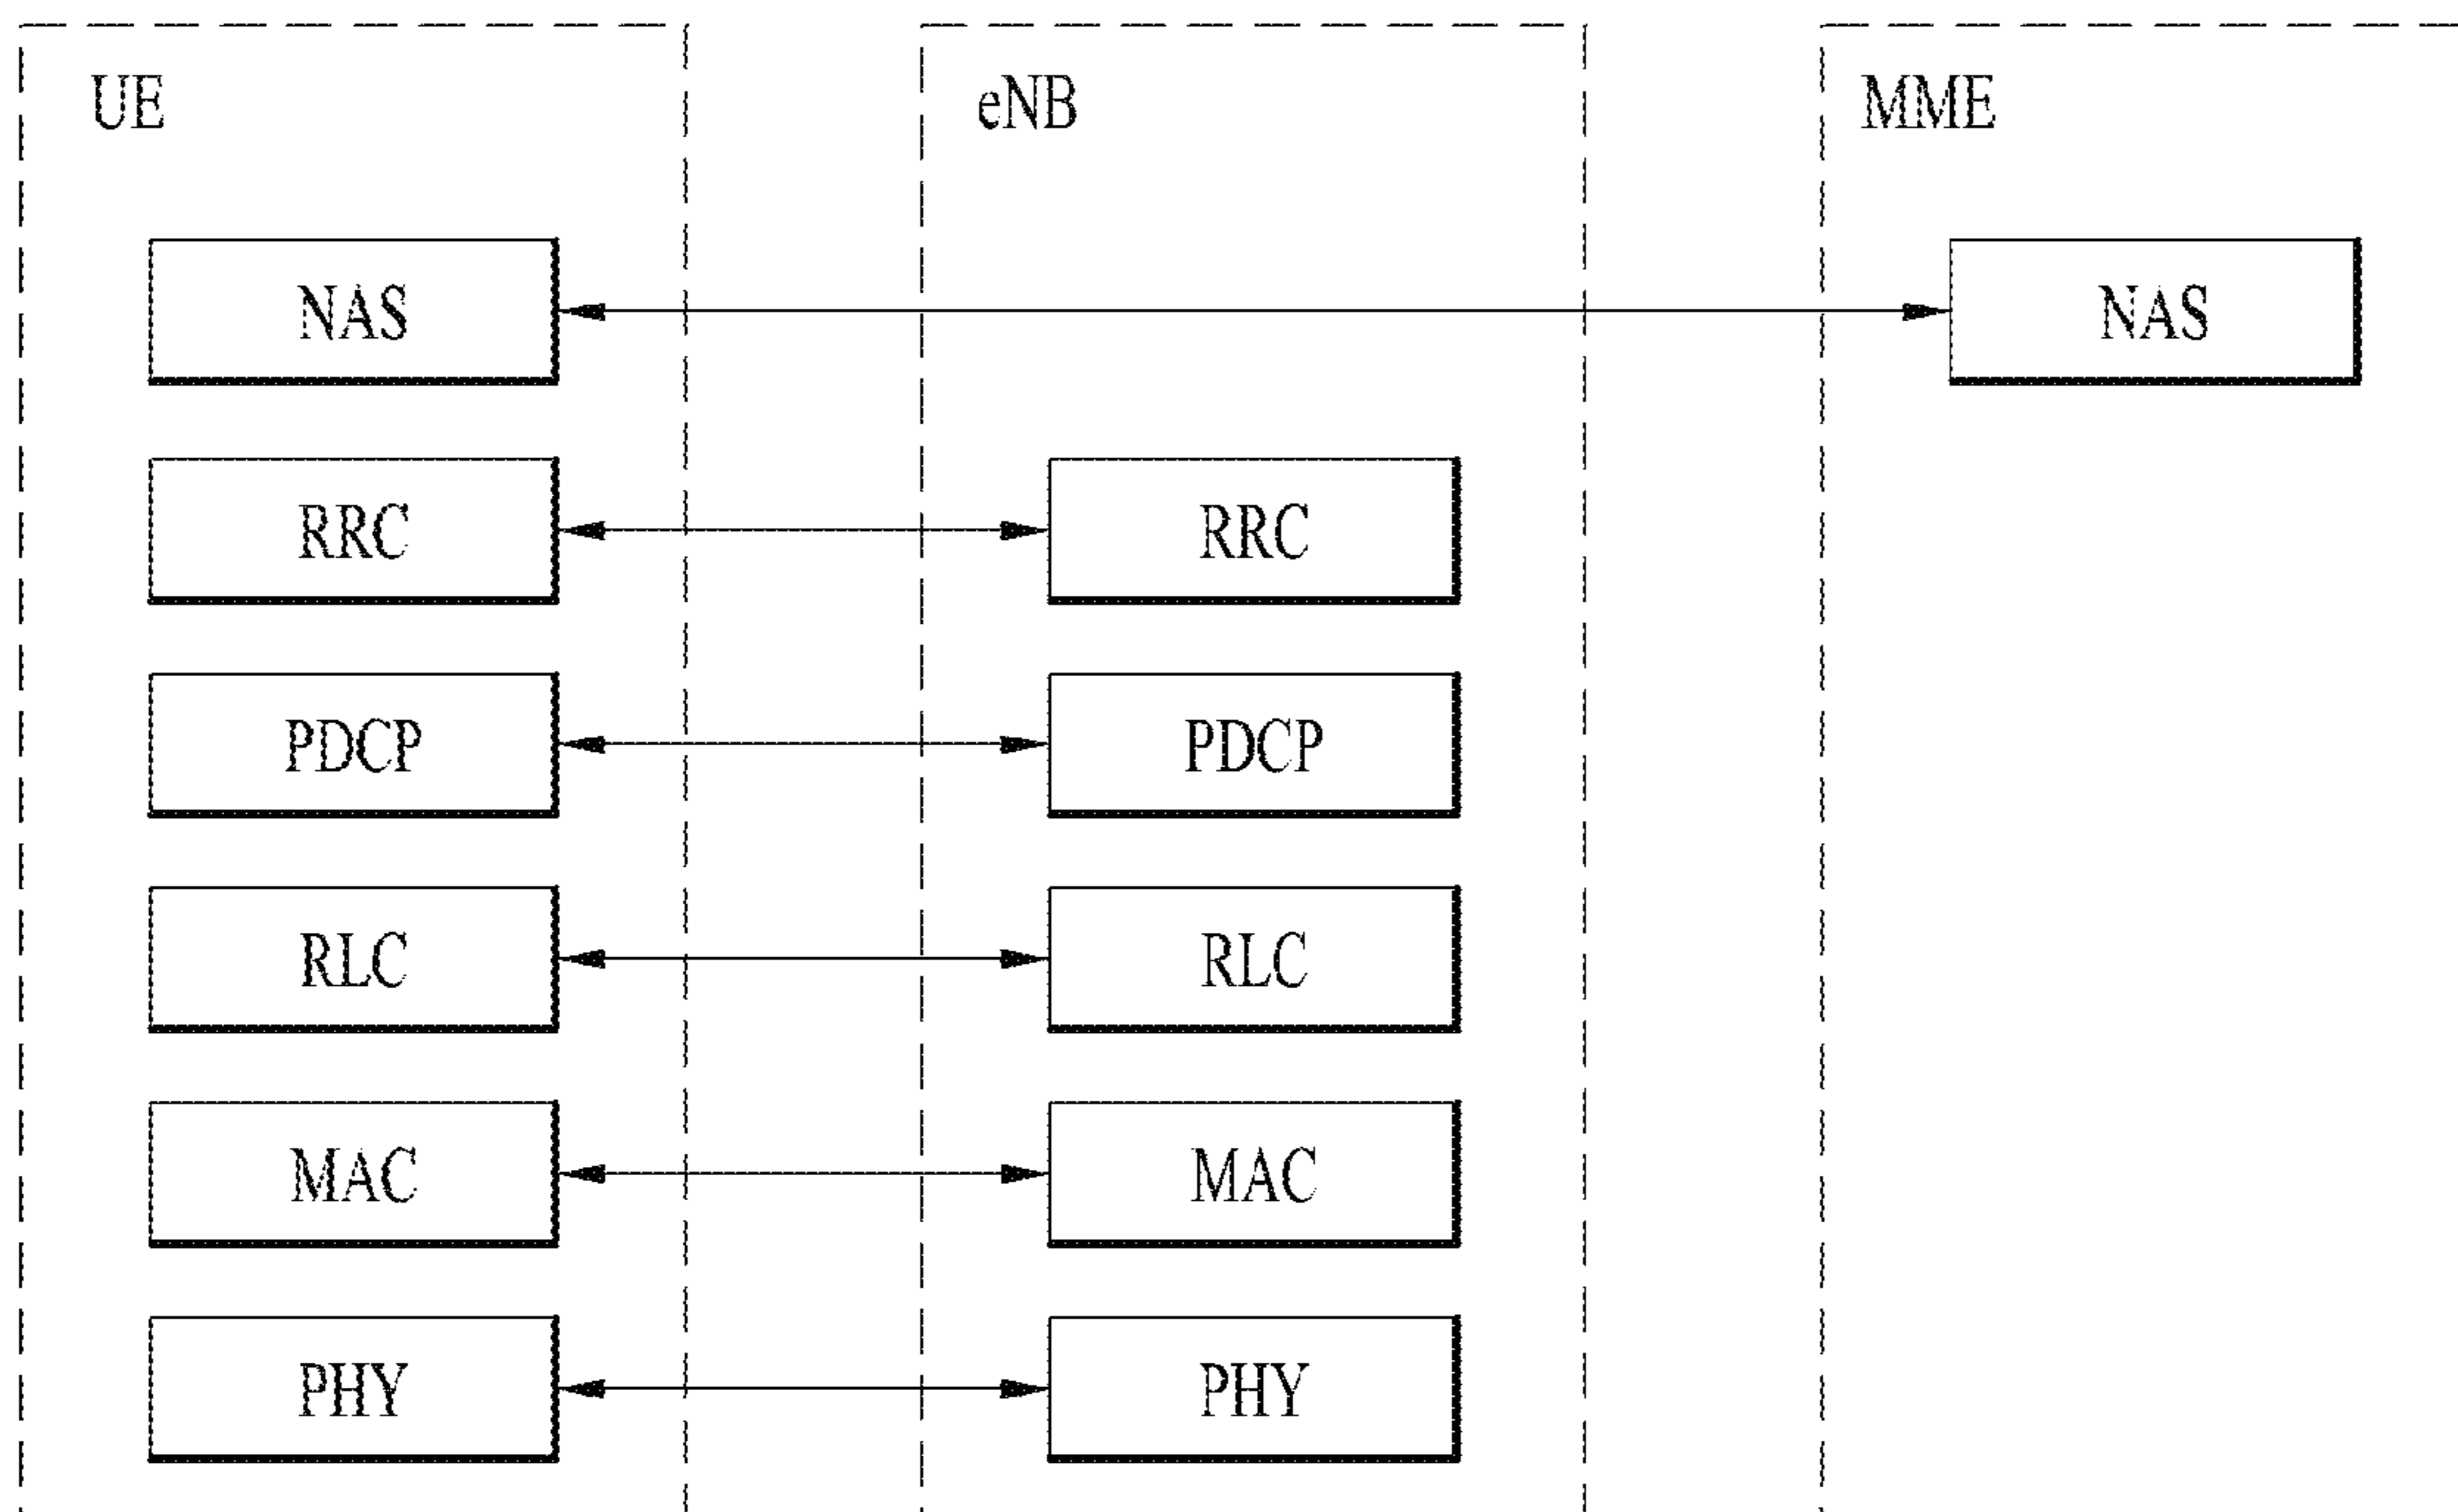 UE eNB MME
NAS NAS
RRC RRC
PDCP PDCP
RLC RLC
MAC MAC
PHY PHY